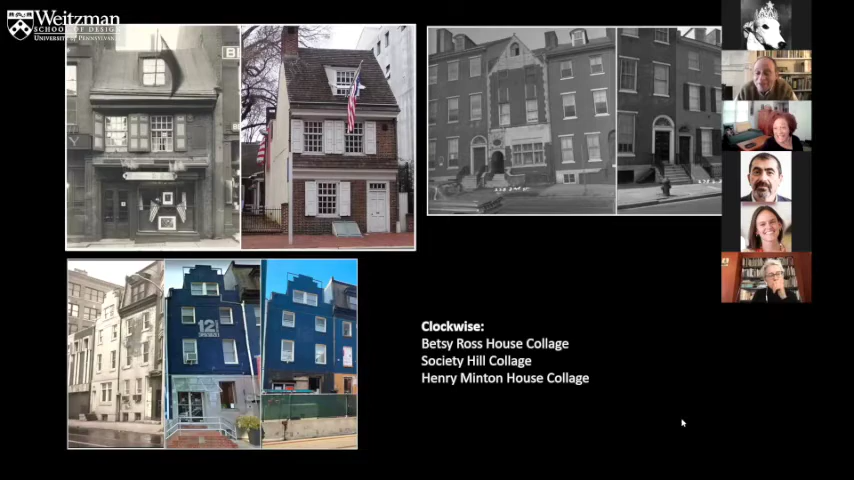 Weitzman
SCHOOL OF DESIGN
UNIVERSITY OF PENNSYLVANIA
Clockwise:
Betsy Ross House Collage
Society Hill Collage
Henry Minton House Collage
12